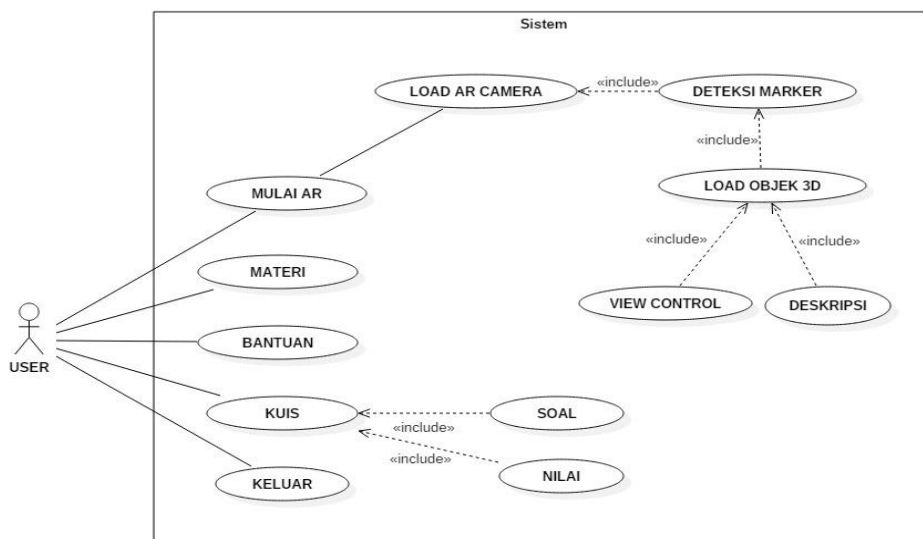 Sistem
LOAD AR CAMERA
«include»
DETEKSI MARKER
«include»
LOAD OBJEK 3D
MULAI AR
«include»
«include»
MATERI
VIEW CONTROL
DESKRIPSI
BANTUAN
USER
KUIS
«include»
SOAL
«include»
NILAI
KELUAR